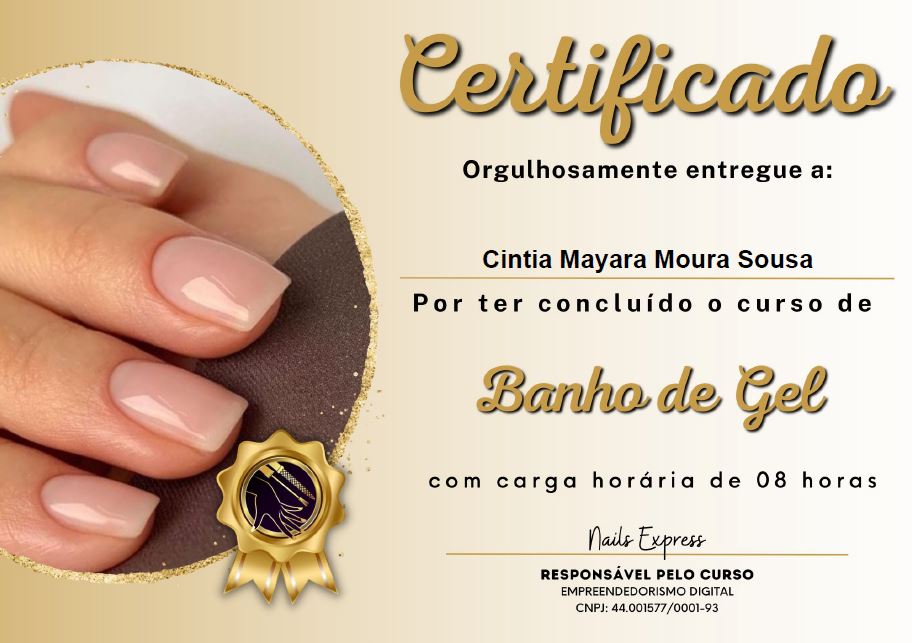 Certificado
Orgulhosamente entregue a:
Cintia Mayara Moura Sousa
Por ter concluído o curso de
Banho de Gel
com carga horária de 08 horas
Nails Express
RESPONSÁVEL PELO CURSO
EMPREENDEDORISMO DIGITAL
CNPJ: 44.001577/0001-93